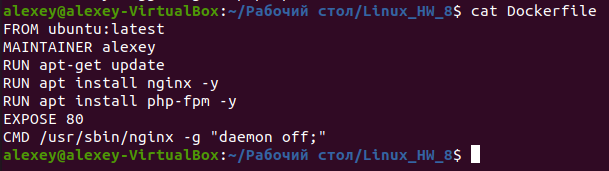 alexey@alexey-VirtualBox:~/Рабочий стол/Linux_HW_8$ cat Dockerfile
FROM ubuntu:latest
MAINTAINER alexey
RUN apt-get update
RUN apt install nginx -y
RUN apt install php-fpm -y
EXPOSE 80
CMD /usr/sbin/nginx -g "daemon off;"
alexey@alexey-VirtualBox:~/Рабочий стол/Linux_HW_8$